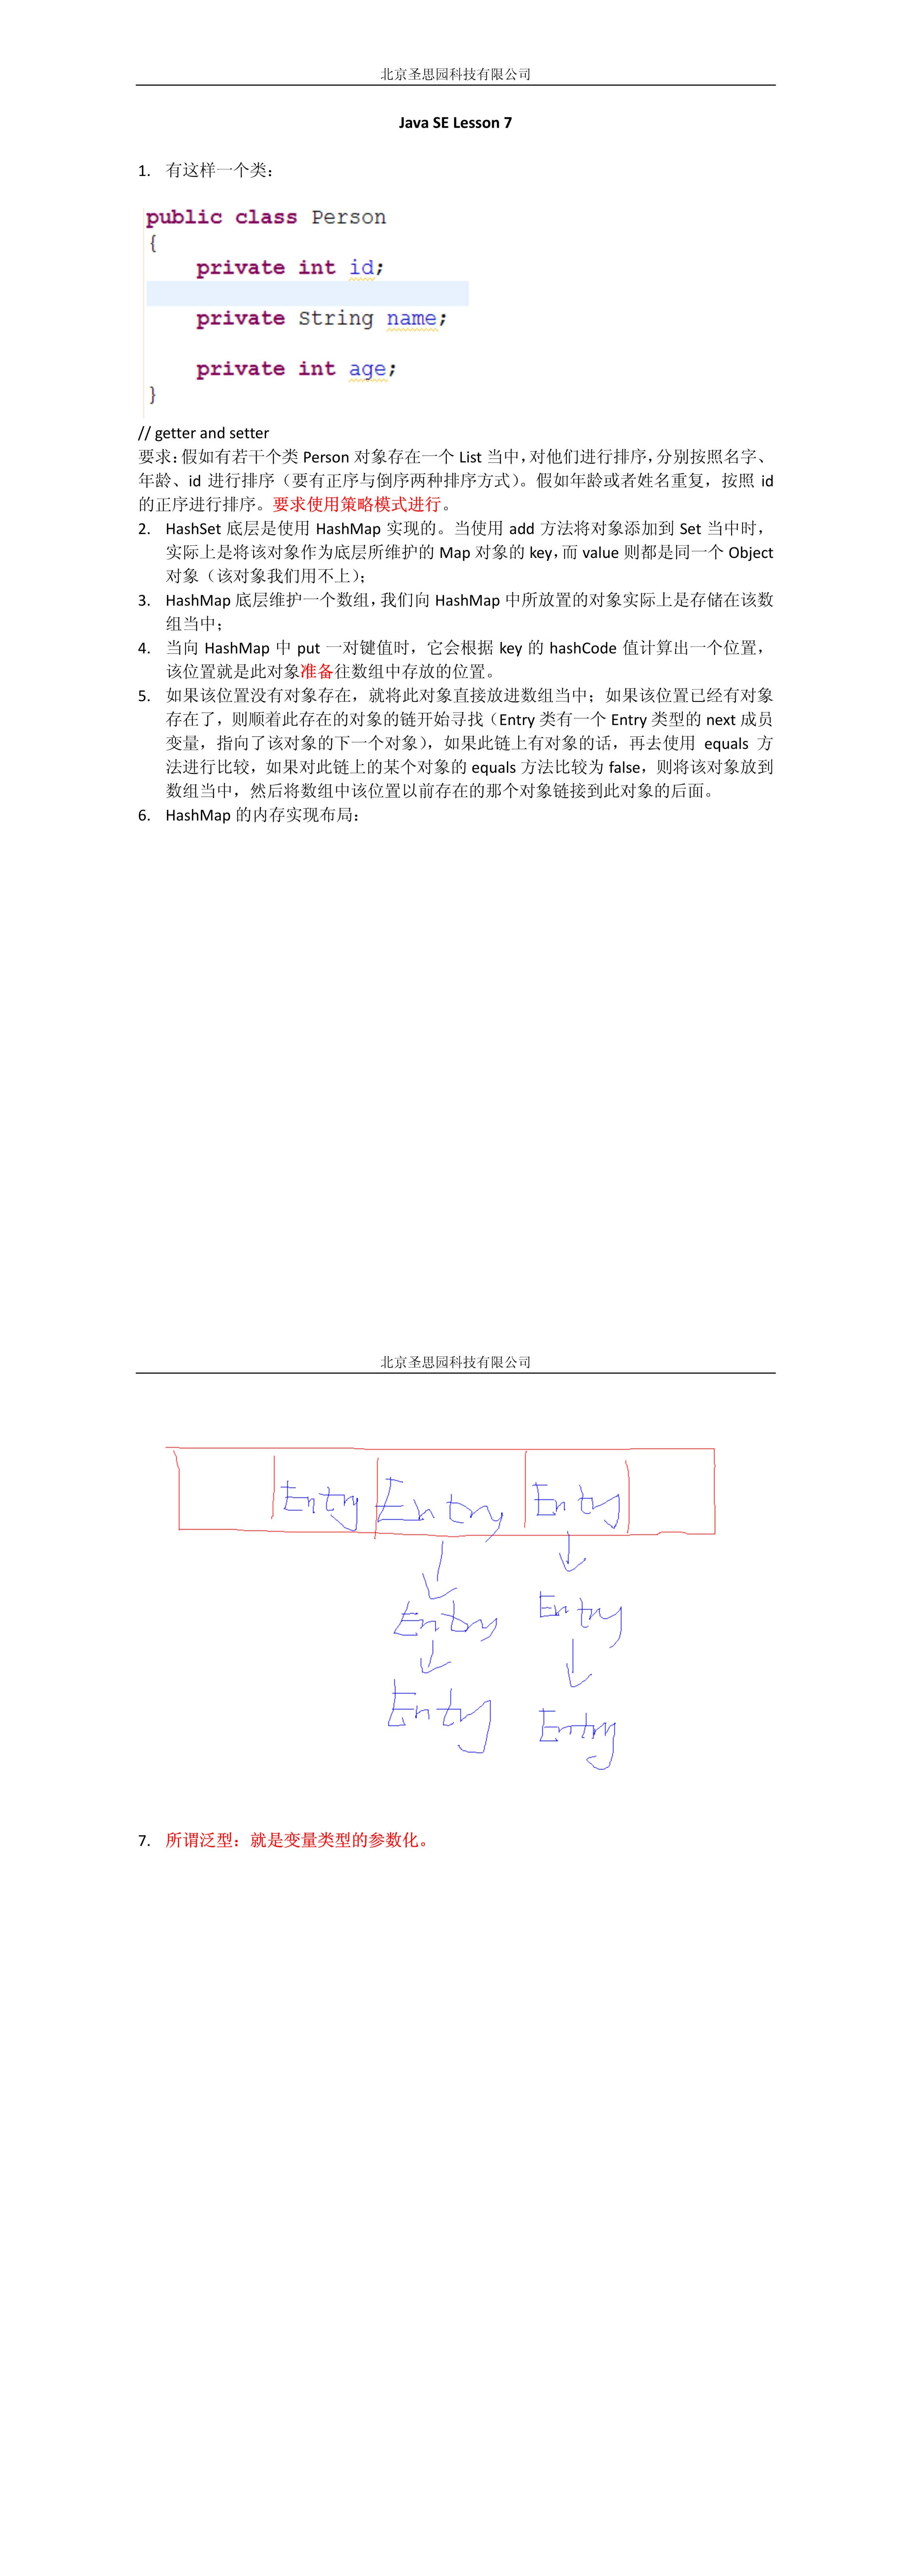 北京圣思园科技有限公司
Java SE Lesson 7
1. 有这样一个类：
public class Person
{
private int id;
private String name;
private int age;
}
// getter and setter
要求：假如有若干个类 Person 对象存在一个 List 当中，对他们进行排序，分别按照名字、
年龄、id 进行排序（要有正序与倒序两种排序方式）。假如年龄或者姓名重复，按照 id
的正序进行排序。要求使用策略模式进行。
2. HashSet 底层是使用 HashMap 实现的。当使用 add 方法将对象添加到 Set 当中时，
实际上是将该对象作为底层所维护的 Map 对象的 key，而 value 则都是同一个 Object
对象（该对象我们用不上）；
3. HashMap 底层维护一个数组，我们向 HashMap 中所放置的对象实际上是存储在该数
组当中；
4. 当向 HashMap 中 put 一对键值时，它会根据 key 的 hashCode 值计算出一个位置，
该位置就是此对象准备往数组中存放的位置。
5. 如果该位置没有对象存在，就将此对象直接放进数组当中；如果该位置已经有对象
存在了，则顺着此存在的对象的链开始寻找（Entry 类有一个 Entry 类型的 next 成员
变量，指向了该对象的下一个对象），如果此链上有对象的话，再去使用 equals 方
法进行比较，如果对此链上的某个对象的 equals 方法比较为 false，则将该对象放到
数组当中，然后将数组中该位置以前存在的那个对象链接到此对象的后面。
6. HashMap 的内存实现布局：
北京圣思园科技有限公司
Entry Entry Entry
Entry Entry
Entry Entry
7. 所谓泛型：就是变量类型的参数化。